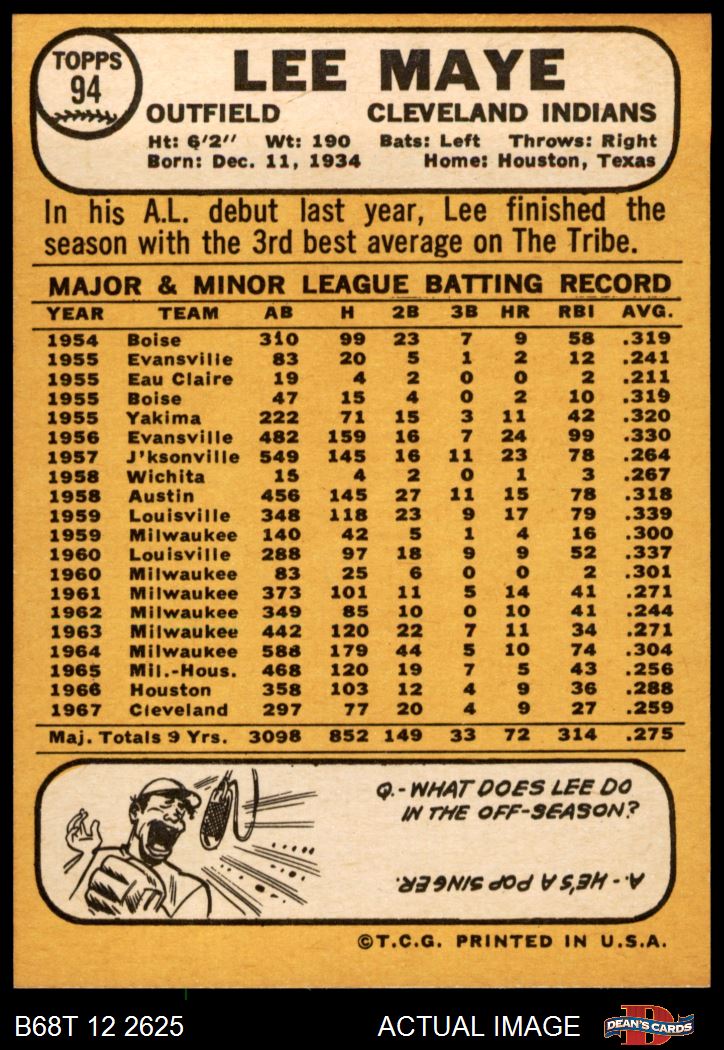 TOPPS
94
LEE MAYE
OUTFIELD CLEVELAND INDIANS
Ht: 6'2'' Wt: 190 Bats: Left Throws: Right
Born: Dec. 11, 1934 Home: Houston, Texas
In his A.L. debut last year, Lee finished the
season with the 3rd best average on The Tribe.
MAJOR & MINOR LEAGUE BATTING RECORD
YEAR TEAM AB H 2B 3B HR RBI AVG.
1954 Boise 310 99 23 7 9 58 .319
1955 Evansville 83 20 5 1 2 12 .241
1955 Eau Claire 19 4 2 0 0 2 .211
1955 Boise 47 15 4 0 2 10 .319
1955 Yakima 222 71 15 3 11 42 .320
1956 Evansville 482 159 16 7 24 99 .330
1957 J'ksonville 549 145 16 11 23 78 .264
1958 Wichita 15 4 2 0 1 3 .267
1958 Austin 456 145 27 11 15 78 .318
1959 Louisville 348 118 23 9 17 79 .339
1959 Milwaukee 140 42 5 1 4 16 .300
1960 Louisville 288 97 18 9 9 52 .337
1960 Milwaukee 83 25 6 0 0 2 .301
1961 Milwaukee 373 101 11 5 14 41 .271
1962 Milwaukee 349 85 10 0 10 41 .244
1963 Milwaukee 442 120 22 7 11 34 .271
1964 Milwaukee 588 179 44 5 10 74 .304
1965 Mil.-Hous. 468 120 19 7 5 43 .256
1966 Houston 358 103 12 4 9 36 .288
1967 Cleveland 297 77 20 4 9 27 .259
Maj. Totals 9 Yrs. 3098 852 149 33 72 314 .275
Q.- WHAT DOES LEE DO
IN THE OFF-SEASON?
A.- HE'S A POP SINGER.
©T.C.G. PRINTED IN U.S.A.
B68T 12 2625 ACTUAL IMAGE D DEAN'S CARDS